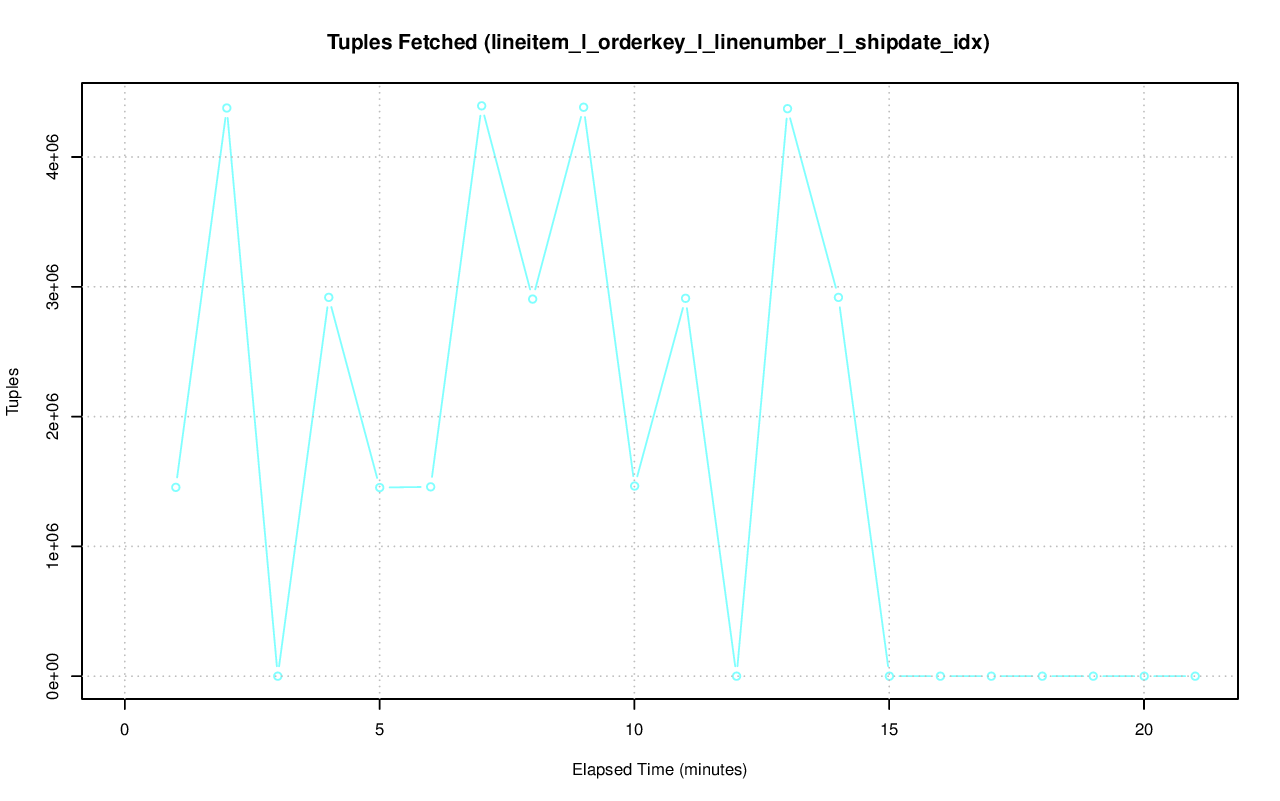 Tuples Fetched (lineitem_l_orderkey_l_linenumber_l_shipdate_idx)
4e+06
3e+06
2e+06
1e+06
0e+00
Tuples
0 5 10 15 20
Elapsed Time (minutes)